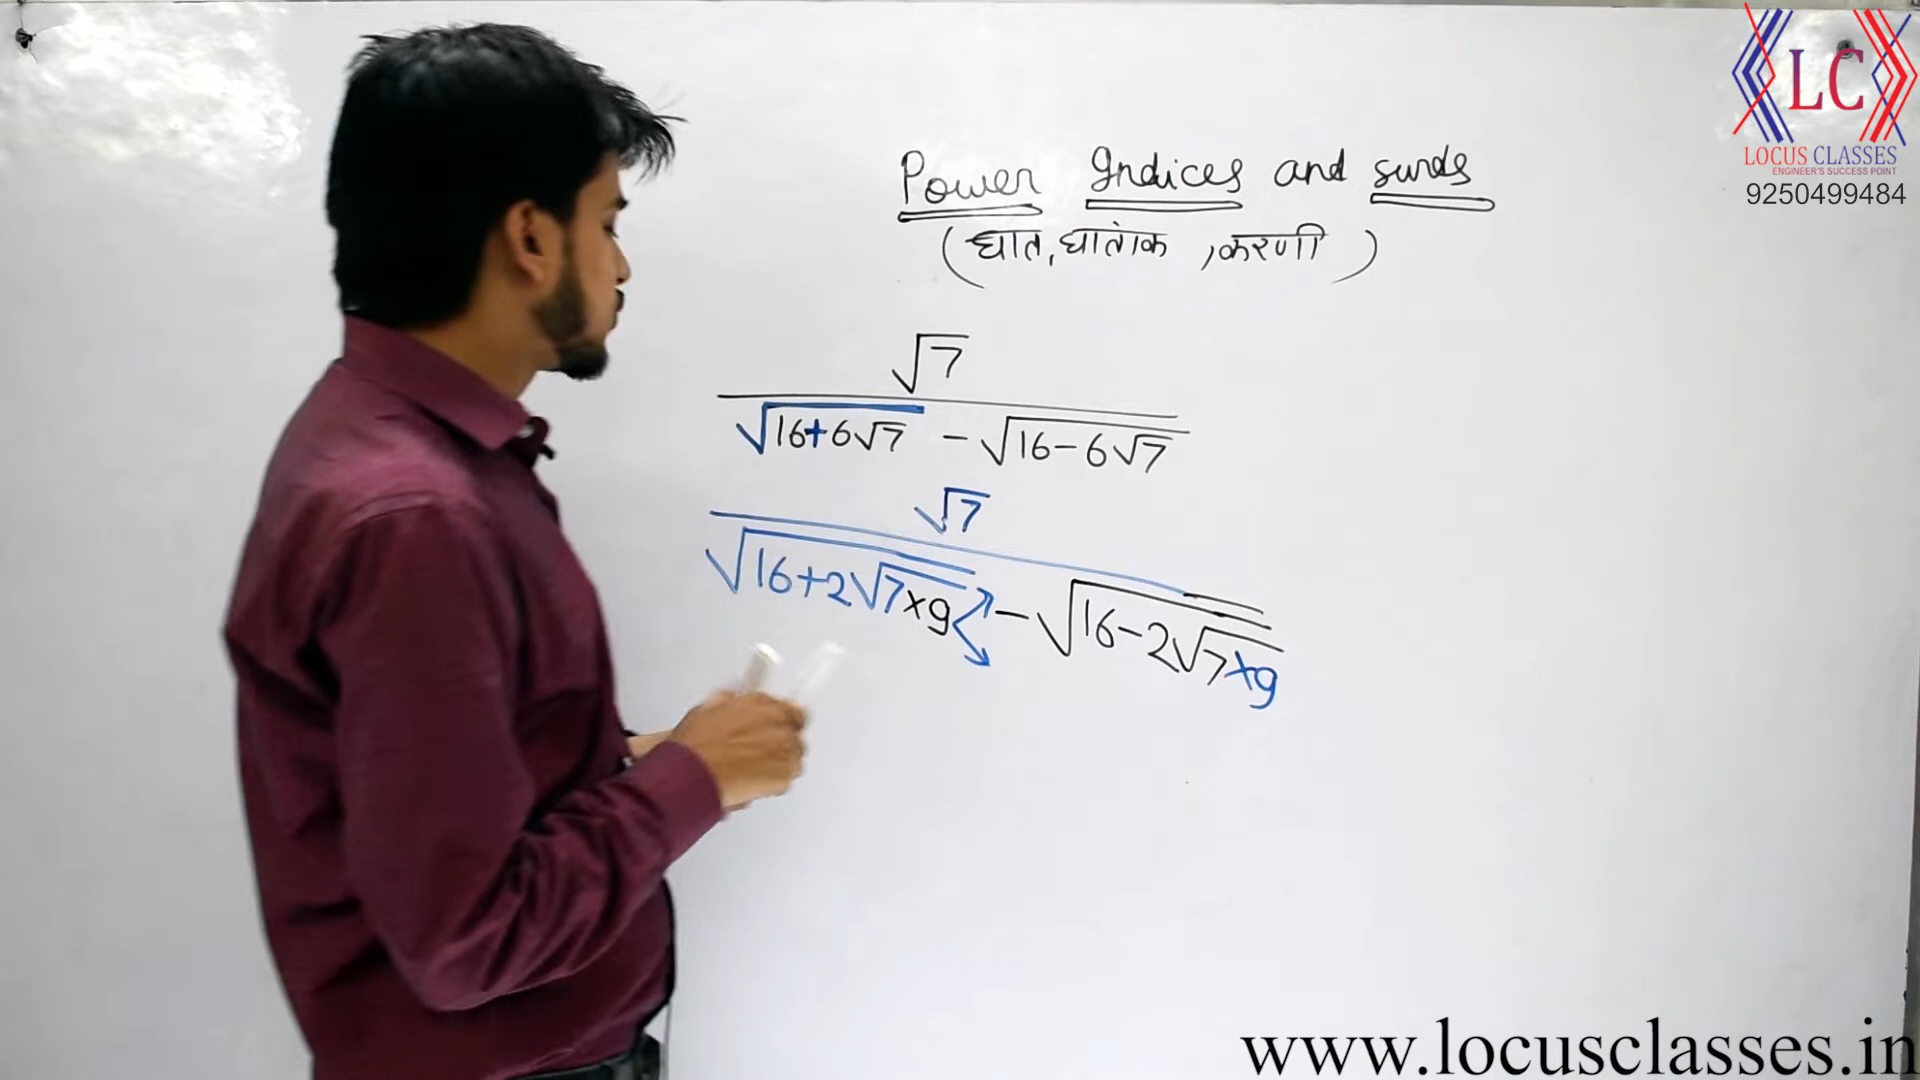 LC
LOCUS CLASSES
ENGINEER'S SUCCESS POINT
9250499484
Power Indices and surds
(घात, घातांक , करणी )
√7
√16+6√7 - √16-6√7
√7
√16+2√7×9 - √16-2√7×9
www.locusclasses.in